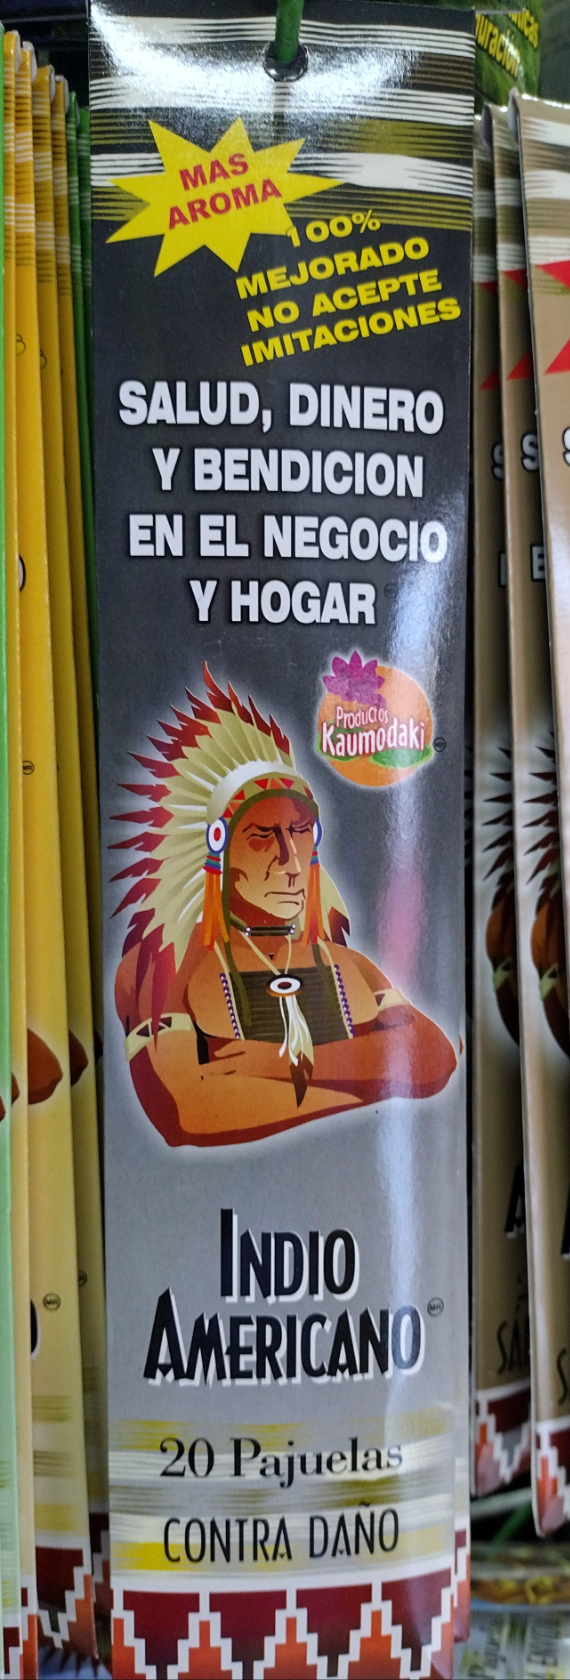 MAS
AROMA
100%
MEJORADO
NO ACEPTE
IMITACIONES
SALUD, DINERO
Y BENDICION
EN EL NEGOCIO
Y HOGAR
Productos
Kaumodaki
INDIO
AMERICANO
20 Pajuelas
CONTRA DAÑO